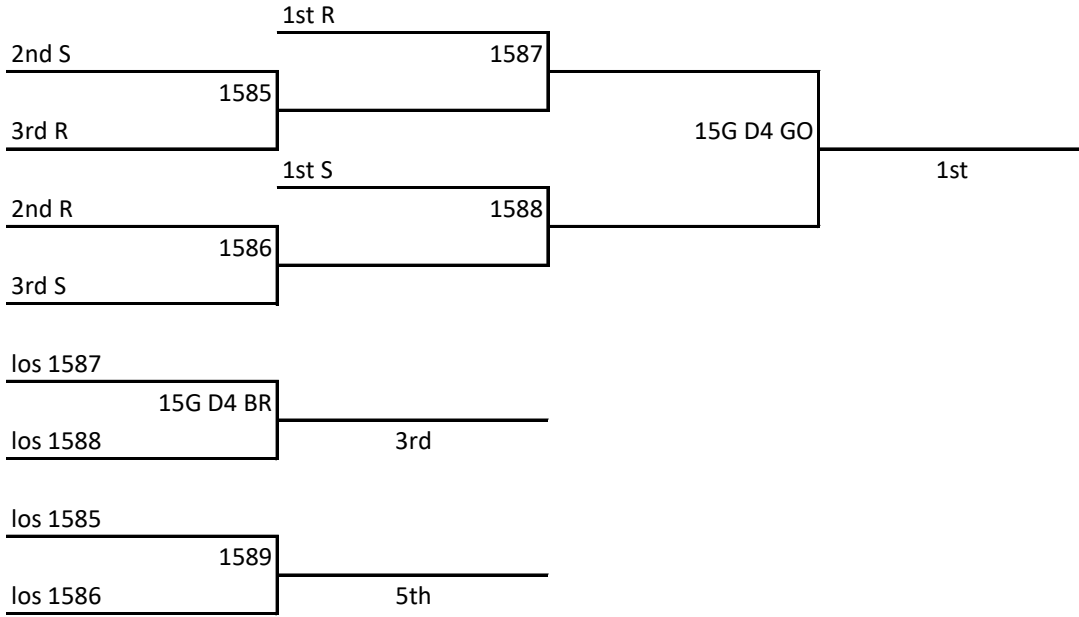 1st R
2nd S
1587
1585
3rd R
15G D4 GO
1st S
1st
2nd R
1588
1586
3rd S
los 1587
15G D4 BR
los 1588
3rd
los 1585
1589
los 1586
5th